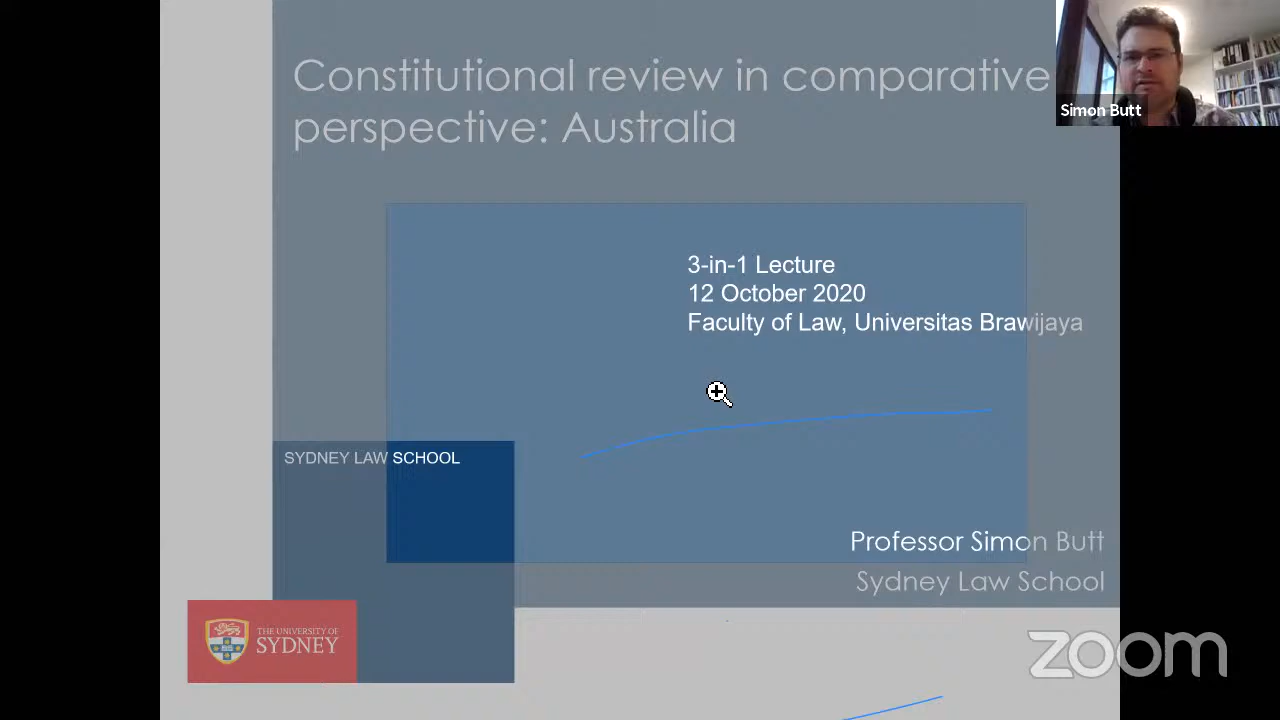 Constitutional review in comparative
perspective: Australia
Simon Butt
3-in-1 Lecture
12 October 2020
Faculty of Law, Universitas Brawijaya
SYDNEY LAW SCHOOL
Professor Simon Butt
Sydney Law School
THE UNIVERSITY OF
SYDNEY
zoom